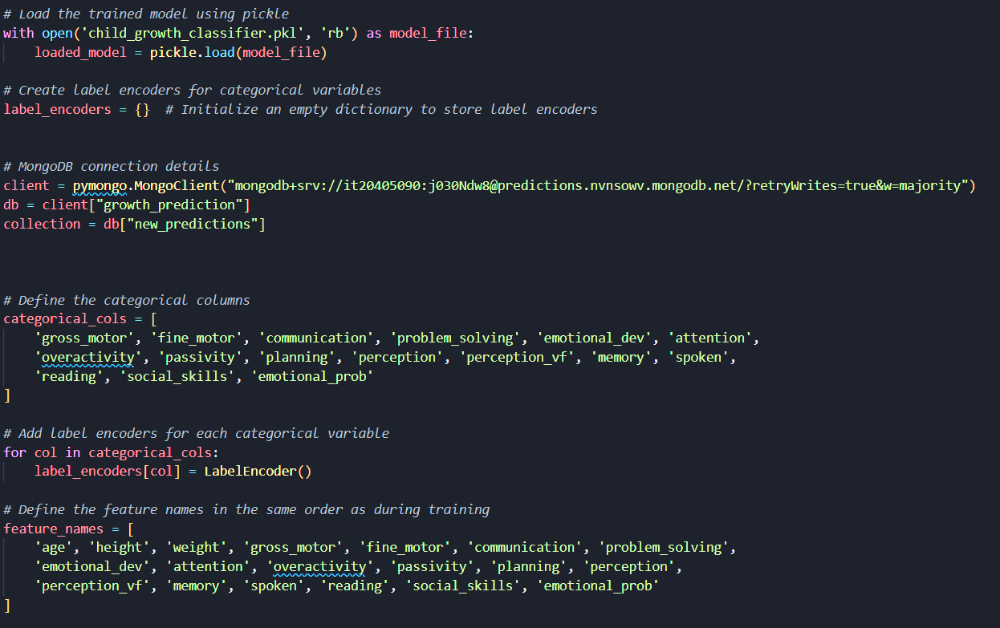 # Load the trained model using pickle
with open('child_growth_classifier.pkl', 'rb') as model_file:
    loaded_model = pickle.load(model_file)
# Create label encoders for categorical variables
label_encoders = {}  # Initialize an empty dictionary to store label encoders
# MongoDB connection details
client = pymongo.MongoClient("mongodb+srv://it20405090:j030Ndw8@predictions.nvnsowv.mongodb.net/?retryWrites=true&w=majority")
db = client["growth_prediction"]
collection = db["new_predictions"]
# Define the categorical columns
categorical_cols = [
    'gross_motor', 'fine_motor', 'communication', 'problem_solving', 'emotional_dev', 'attention',
    'overactivity', 'passivity', 'planning', 'perception', 'perception_vf', 'memory', 'spoken',
    'reading', 'social_skills', 'emotional_prob'
]
# Add label encoders for each categorical variable
for col in categorical_cols:
    label_encoders[col] = LabelEncoder()
# Define the feature names in the same order as during training
feature_names = [
    'age', 'height', 'weight', 'gross_motor', 'fine_motor', 'communication', 'problem_solving',
    'emotional_dev', 'attention', 'overactivity', 'passivity', 'planning', 'perception',
    'perception_vf', 'memory', 'spoken', 'reading', 'social_skills', 'emotional_prob'
]